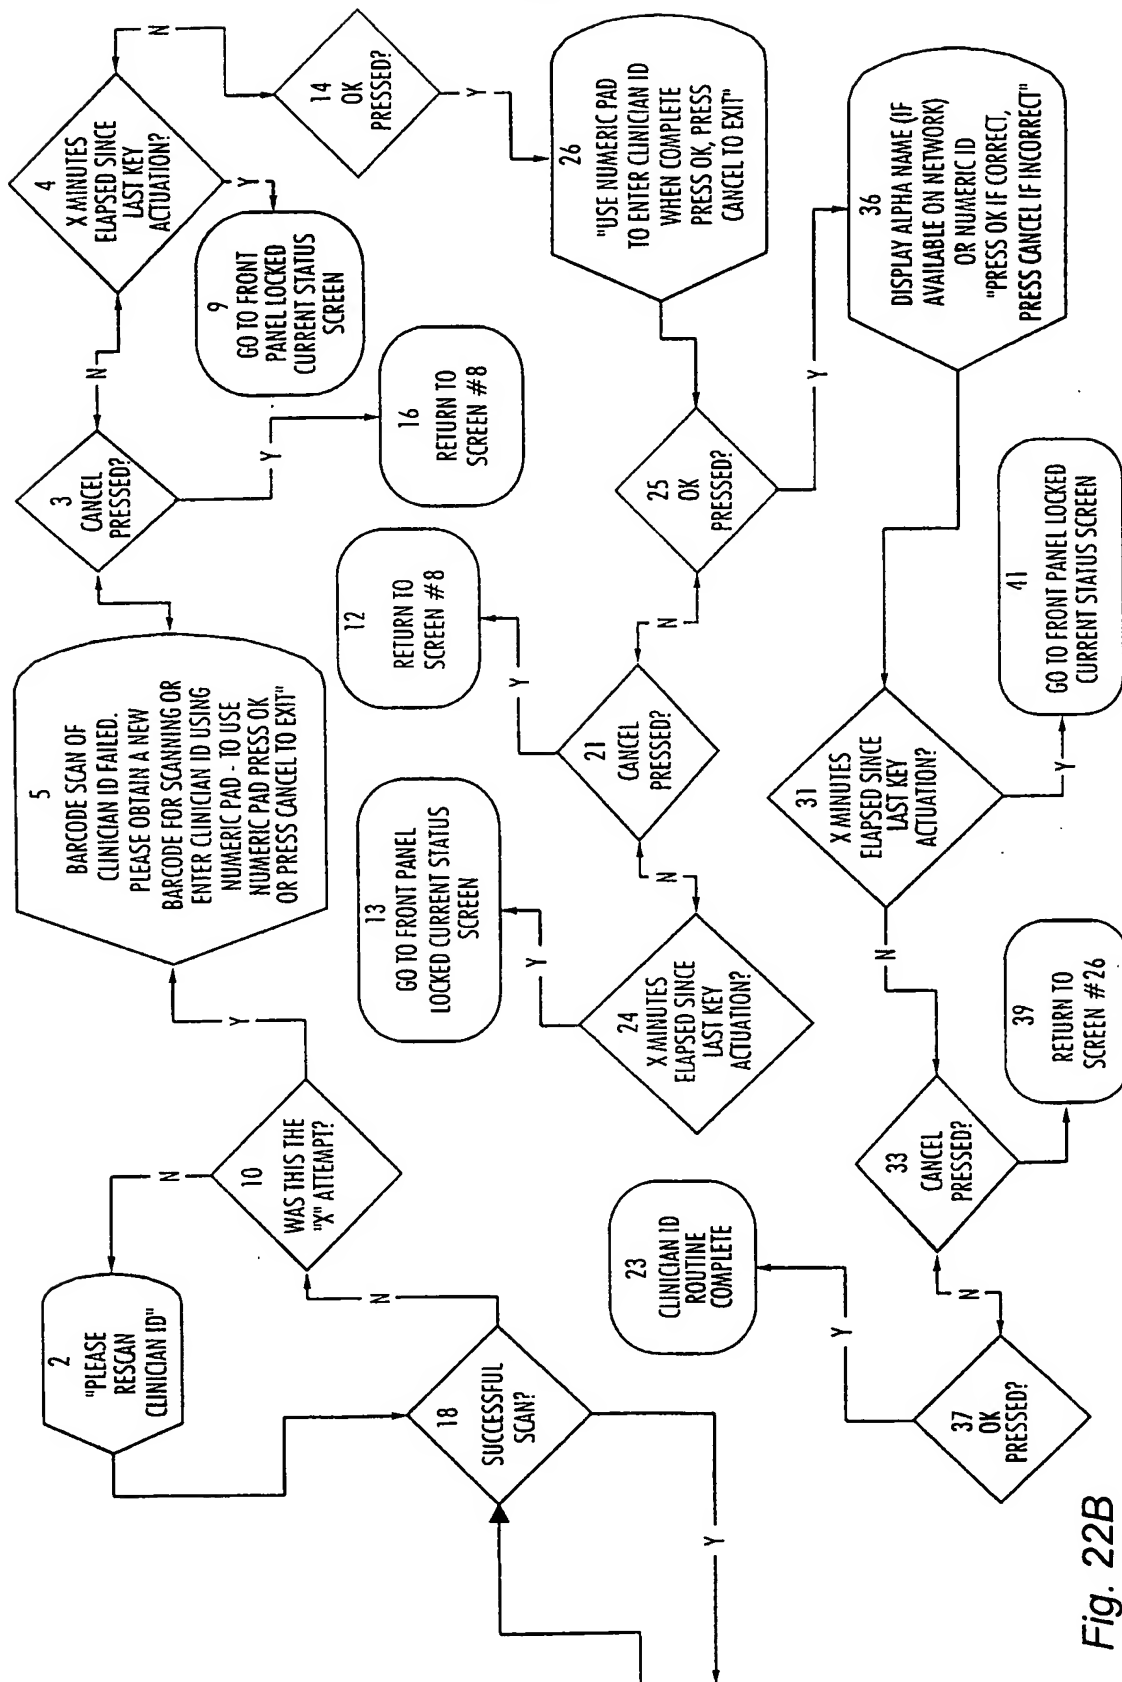 2
"PLEASE
RESCAN
CLINICIAN ID"
18
SUCCESSFUL
SCAN?
N
Y
10
WAS THIS THE
"X" ATTEMPT?
N
Y
5
BARCODE SCAN OF
CLINICIAN ID FAILED.
PLEASE OBTAIN A NEW
BARCODE FOR SCANNING OR
ENTER CLINICIAN ID USING
NUMERIC PAD - TO USE
NUMERIC PAD PRESS OK
OR PRESS CANCEL TO EXIT"
3
CANCEL
PRESSED?
N
Y
16
RETURN TO
SCREEN #8
4
X MINUTES
ELAPSED SINCE
LAST KEY
ACTUATION?
N
Y
9
GO TO FRONT
PANEL LOCKED
CURRENT STATUS
SCREEN
14
OK
PRESSED?
Y
26
"USE NUMERIC PAD
TO ENTER CLINICIAN ID
WHEN COMPLETE
PRESS OK, PRESS
CANCEL TO EXIT"
25
OK
PRESSED?
N
Y
21
CANCEL
PRESSED?
Y
N
12
RETURN TO
SCREEN #8
24
X MINUTES
ELAPSED SINCE
LAST KEY
ACTUATION?
Y
13
GO TO FRONT PANEL
LOCKED CURRENT STATUS
SCREEN
36
DISPLAY ALPHA NAME (IF
AVAILABLE ON NETWORK)
OR NUMERIC ID
"PRESS OK IF CORRECT,
PRESS CANCEL IF INCORRECT"
31
X MINUTES
ELAPSED SINCE
LAST KEY
ACTUATION?
N
Y
41
GO TO FRONT PANEL LOCKED
CURRENT STATUS SCREEN
33
CANCEL
PRESSED?
N
39
RETURN TO
SCREEN #26
37
OK
PRESSED?
Y
23
CLINICIAN ID
ROUTINE
COMPLETE
Fig. 22B